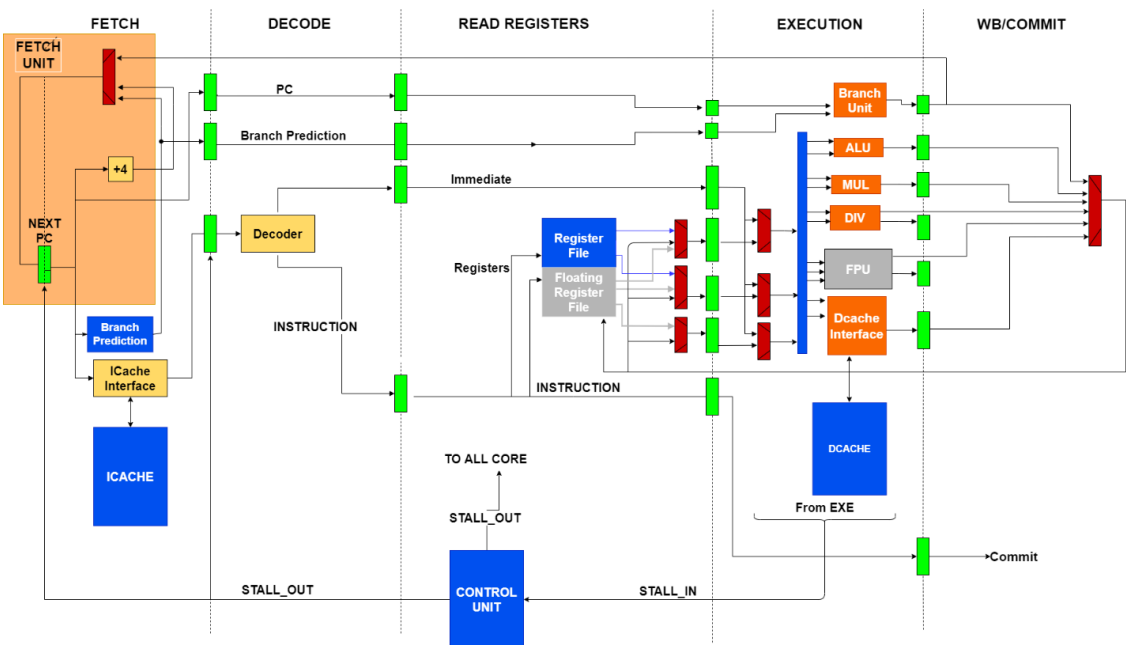 FETCH
DECODE
READ REGISTERS
EXECUTION
WB/COMMIT
FETCH
UNIT
PC
Branch
Unit
Branch Prediction
ALU
+4
Immediate
MUL
NEXT
PC
Decoder
DIV
Register
File
Registers
Floating
Register
File
FPU
INSTRUCTION
Dcache
Interface
Branch
Prediction
ICache
Interface
INSTRUCTION
ICACHE
DCACHE
TO ALL CORE
From EXE
STALL_OUT
Commit
STALL_OUT
CONTROL
UNIT
STALL_IN